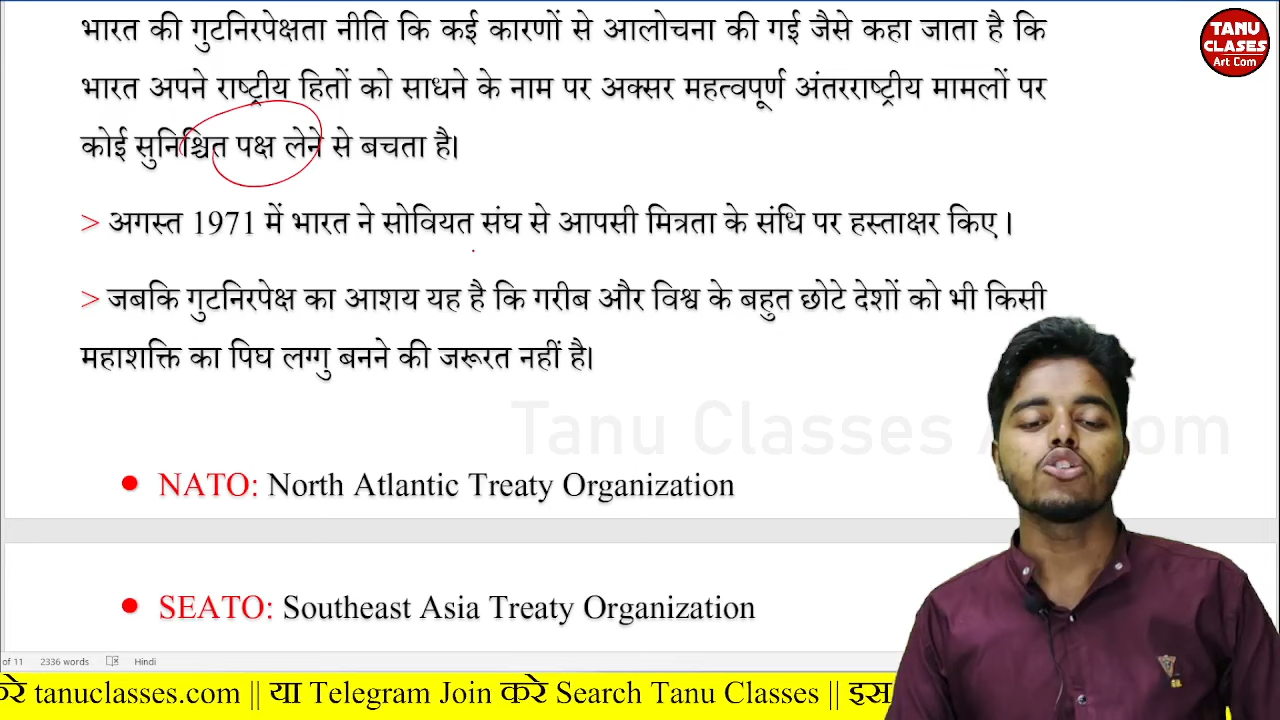 भारत की गुटनिरपेक्षता नीति कि कई कारणों से आलोचना की गई जैसे कहा जाता है कि
भारत अपने राष्ट्रीय हितों को साधने के नाम पर अक्सर महत्वपूर्ण अंतरराष्ट्रीय मामलों पर
कोई सुनिश्चित पक्ष लेने से बचता है।
> अगस्त 1971 में भारत ने सोवियत संघ से आपसी मित्रता के संधि पर हस्ताक्षर किए।
> जबकि गुटनिरपेक्ष का आशय यह है कि गरीब और विश्व के बहुत छोटे देशों को भी किसी
महाशक्ति का पिघ लग्गु बनने की जरूरत नहीं है।
Tanu Classes
• NATO: North Atlantic Treaty Organization
• SEATO: Southeast Asia Treaty Organization
of 11 2336 words Hindi
करे tanuclasses.com || या Telegram Join करे Search Tanu Classes || इस
TANU
CLASES
Art Com